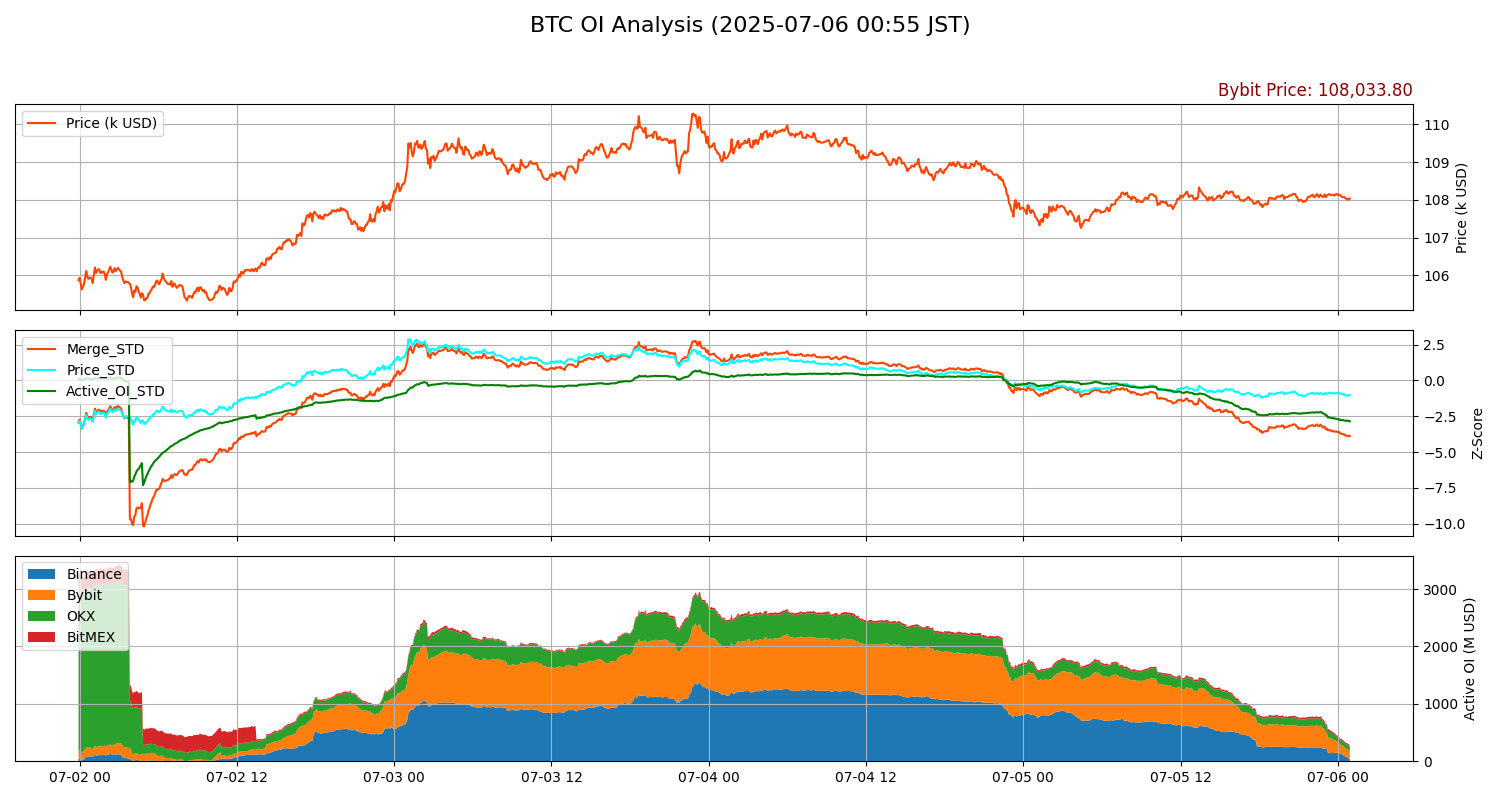 BTC OI Analysis (2025-07-06 00:55 JST)
Bybit Price: 108,033.80
Price (k USD)
110
109
108
107
106
Price (k USD)
Merge_STD
Price_STD
Active_OI_STD
2.5
0.0
−2.5
−5.0
−7.5
−10.0
Z-Score
Binance
Bybit
OKX
BitMEX
3000
2000
1000
0
Active OI (M USD)
07-02 00 07-02 12 07-03 00 07-03 12 07-04 00 07-04 12 07-05 00 07-05 12 07-06 00